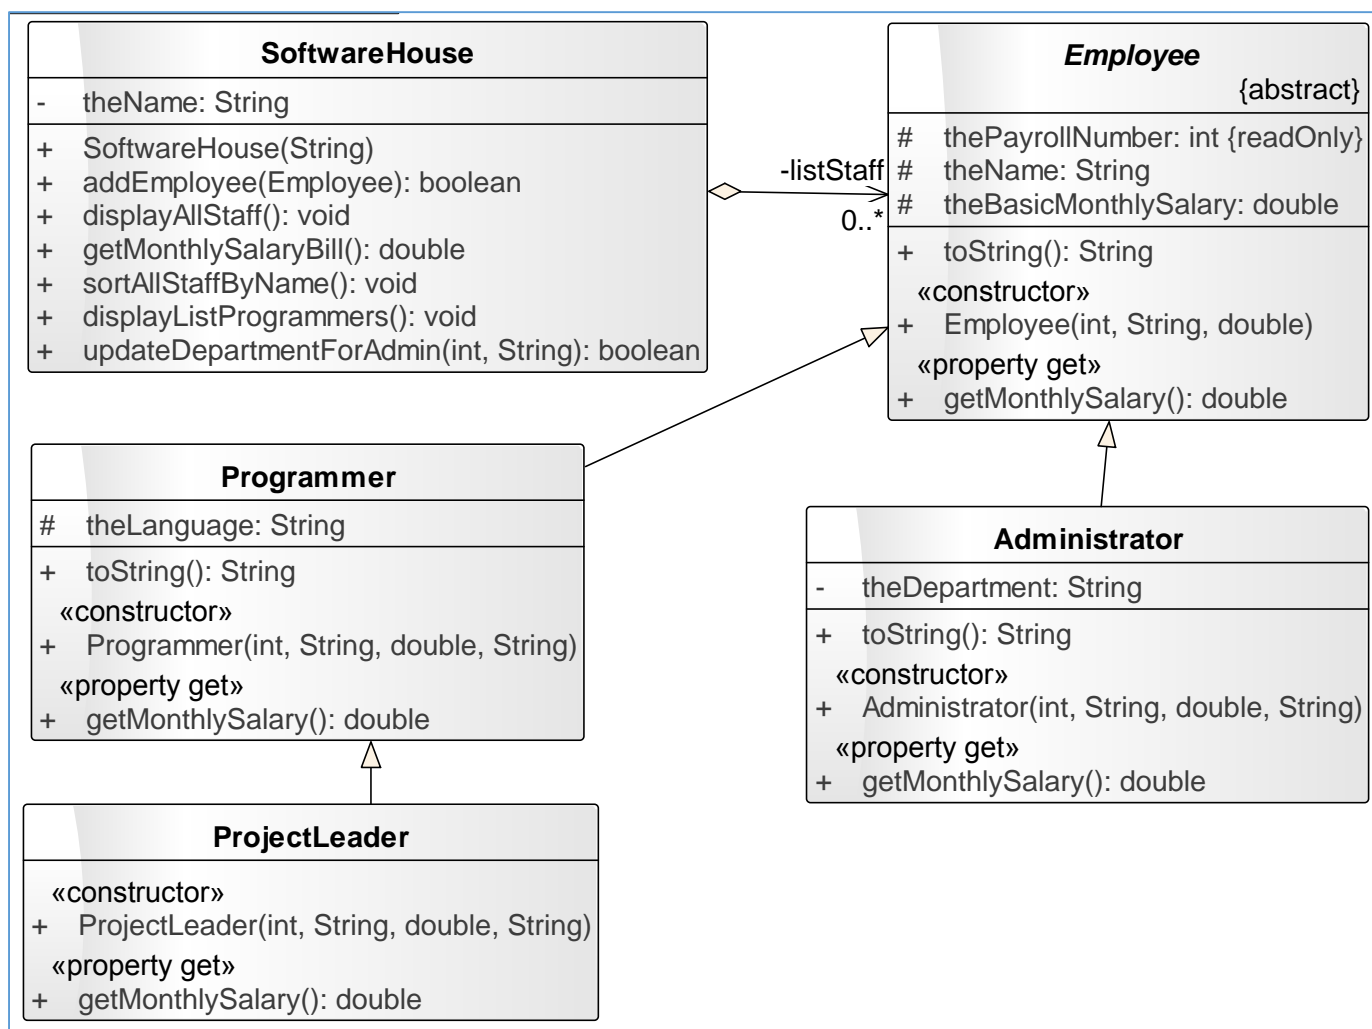 SoftwareHouse
- theName: String
+ SoftwareHouse(String)
+ addEmployee(Employee): boolean
+ displayAllStaff(): void
+ getMonthlySalaryBill(): double
+ sortAllStaffByName(): void
+ displayListProgrammers(): void
+ updateDepartmentForAdmin(int, String): boolean
-listStaff
0..*
Employee
{abstract}
# thePayrollNumber: int {readOnly}
# theName: String
# theBasicMonthlySalary: double
+ toString(): String
«constructor»
+ Employee(int, String, double)
«property get»
+ getMonthlySalary(): double
Programmer
# theLanguage: String
+ toString(): String
«constructor»
+ Programmer(int, String, double, String)
«property get»
+ getMonthlySalary(): double
Administrator
- theDepartment: String
+ toString(): String
«constructor»
+ Administrator(int, String, double, String)
«property get»
+ getMonthlySalary(): double
ProjectLeader
«constructor»
+ ProjectLeader(int, String, double, String)
«property get»
+ getMonthlySalary(): double